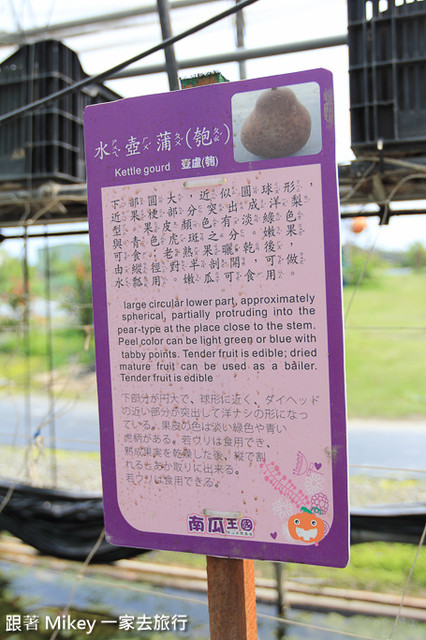 水壺蒲(匏)
Kettle gourd 壺盧(匏)
下部圓大，近似圓球形，
近果梗部分突出成洋梨
型。果皮顏色有淡綠色
與青色虎斑之分。嫩果
可食；老熟果曬乾後，
由縱徑對半剖開，可做
水瓢用。嫩瓜可食用。
large circular lower part, approximately
spherical, partially protruding into the
pear-type at the place close to the stem.
Peel color can be light green or blue with
tabby points. Tender fruit is edible; dried
mature fruit can be used as a bailer.
Tender fruit is edible
下部分が円大で、球形に近く、ダイヘッド
の近い部分が突出して洋ナシの形になっ
ている。果皮の色は淡い緑色や青い
虎柄がある。若ウリは食用でき、
熟成果実を乾燥した後、縦で割
れるとあか取りに出来る。
若ウリは食用できる。
南瓜王國
跟著 Mikey 一家去旅行